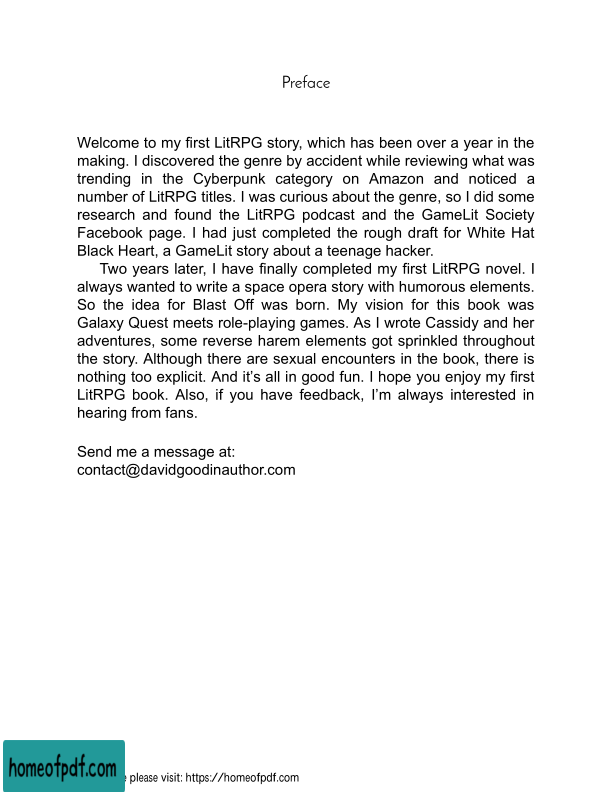 Preface
Welcome to my first LitRPG story, which has been over a year in the
making. I discovered the genre by accident while reviewing what was
trending in the Cyberpunk category on Amazon and noticed a
number of LitRPG titles. I was curious about the genre, so I did some
research and found the LitRPG podcast and the GameLit Society
Facebook page. I had just completed the rough draft for White Hat
Black Heart, a GameLit story about a teenage hacker.
Two years later, I have finally completed my first LitRPG novel. I
always wanted to write a space opera story with humorous elements.
So the idea for Blast Off was born. My vision for this book was
Galaxy Quest meets role-playing games. As I wrote Cassidy and her
adventures, some reverse harem elements got sprinkled throughout
the story. Although there are sexual encounters in the book, there is
nothing too explicit. And it’s all in good fun. I hope you enjoy my first
LitRPG book. Also, if you have feedback, I’m always interested in
hearing from fans.
Send me a message at:
contact@davidgoodinauthor.com
homeofpdf.com
please visit: https://homeofpdf.com